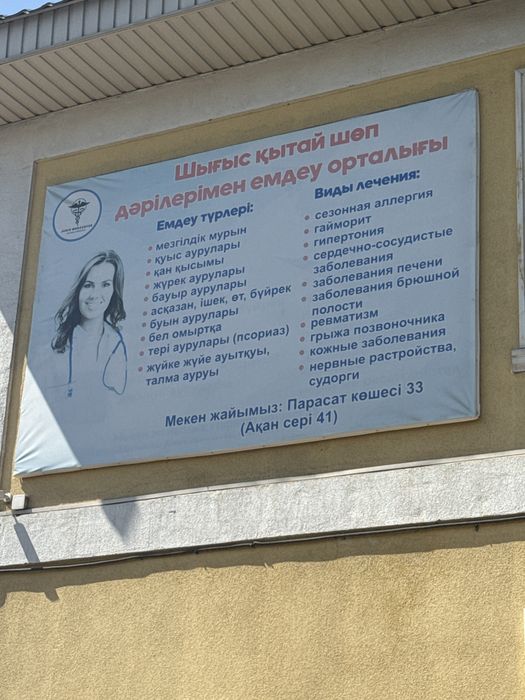 Шығыс қытай шөп
дәрілерімен емдеу орталығы
Емдеу түрлері:
мезгілдік мұрын
қуыс аурулары
қан қысымы
жүрек аурулары
бауыр аурулары
асқазан, ішек, өт, бүйрек
буын аурулары
бел омыртқа
тері аурулары (псориаз)
жүйке жүйе ауытқуы,
талма ауруы
Виды лечения:
сезонная аллергия
гайморит
гипертония
сердечно-сосудистые
заболевания
заболевания печени
заболевания брюшной
полости
ревматизм
грыжа позвоночника
кожные заболевания
нервные растройства,
судорги
Мекен жайымыз: Парасат көшесі 33
(Ақан сері 41)